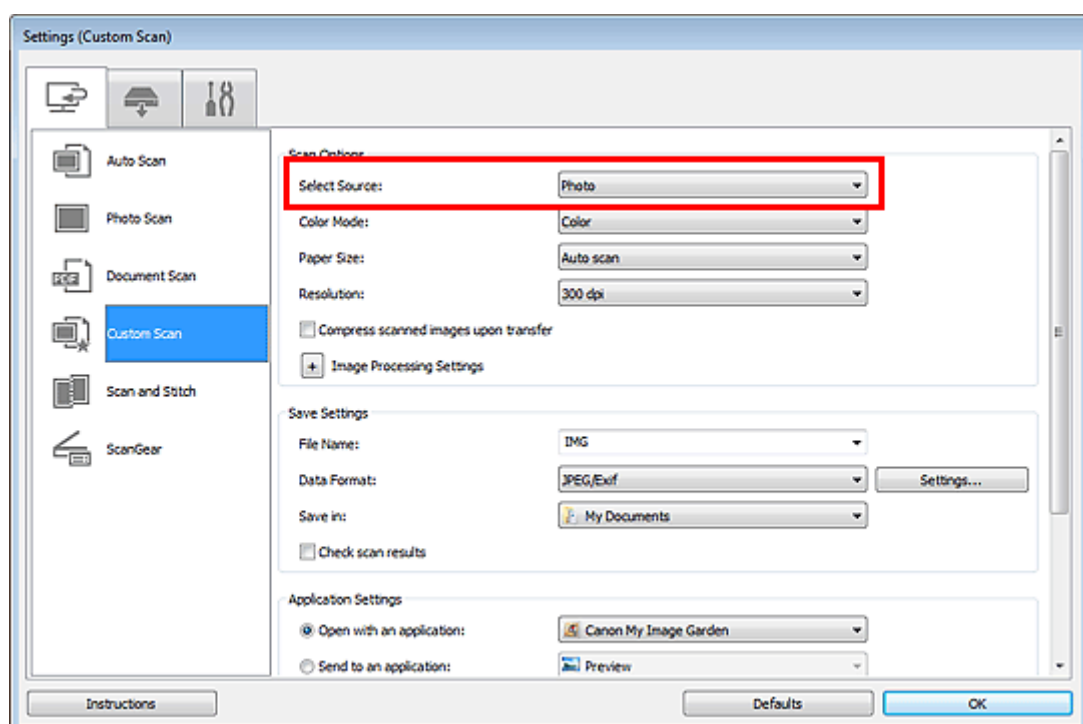 Settings (Custom Scan)
Auto Scan
Photo Scan
Document Scan
Custom Scan
Scan and Stitch
ScanGear
Scan Options
Select Source: Photo
Color Mode: Color
Paper Size: Auto scan
Resolution: 300 dpi
Compress scanned images upon transfer
+ Image Processing Settings
Save Settings
File Name: IMG
Data Format: JPEG/Exif Settings...
Save in: My Documents
Check scan results
Application Settings
Open with an application: Canon My Image Garden
Send to an application: Preview
Instructions Defaults OK